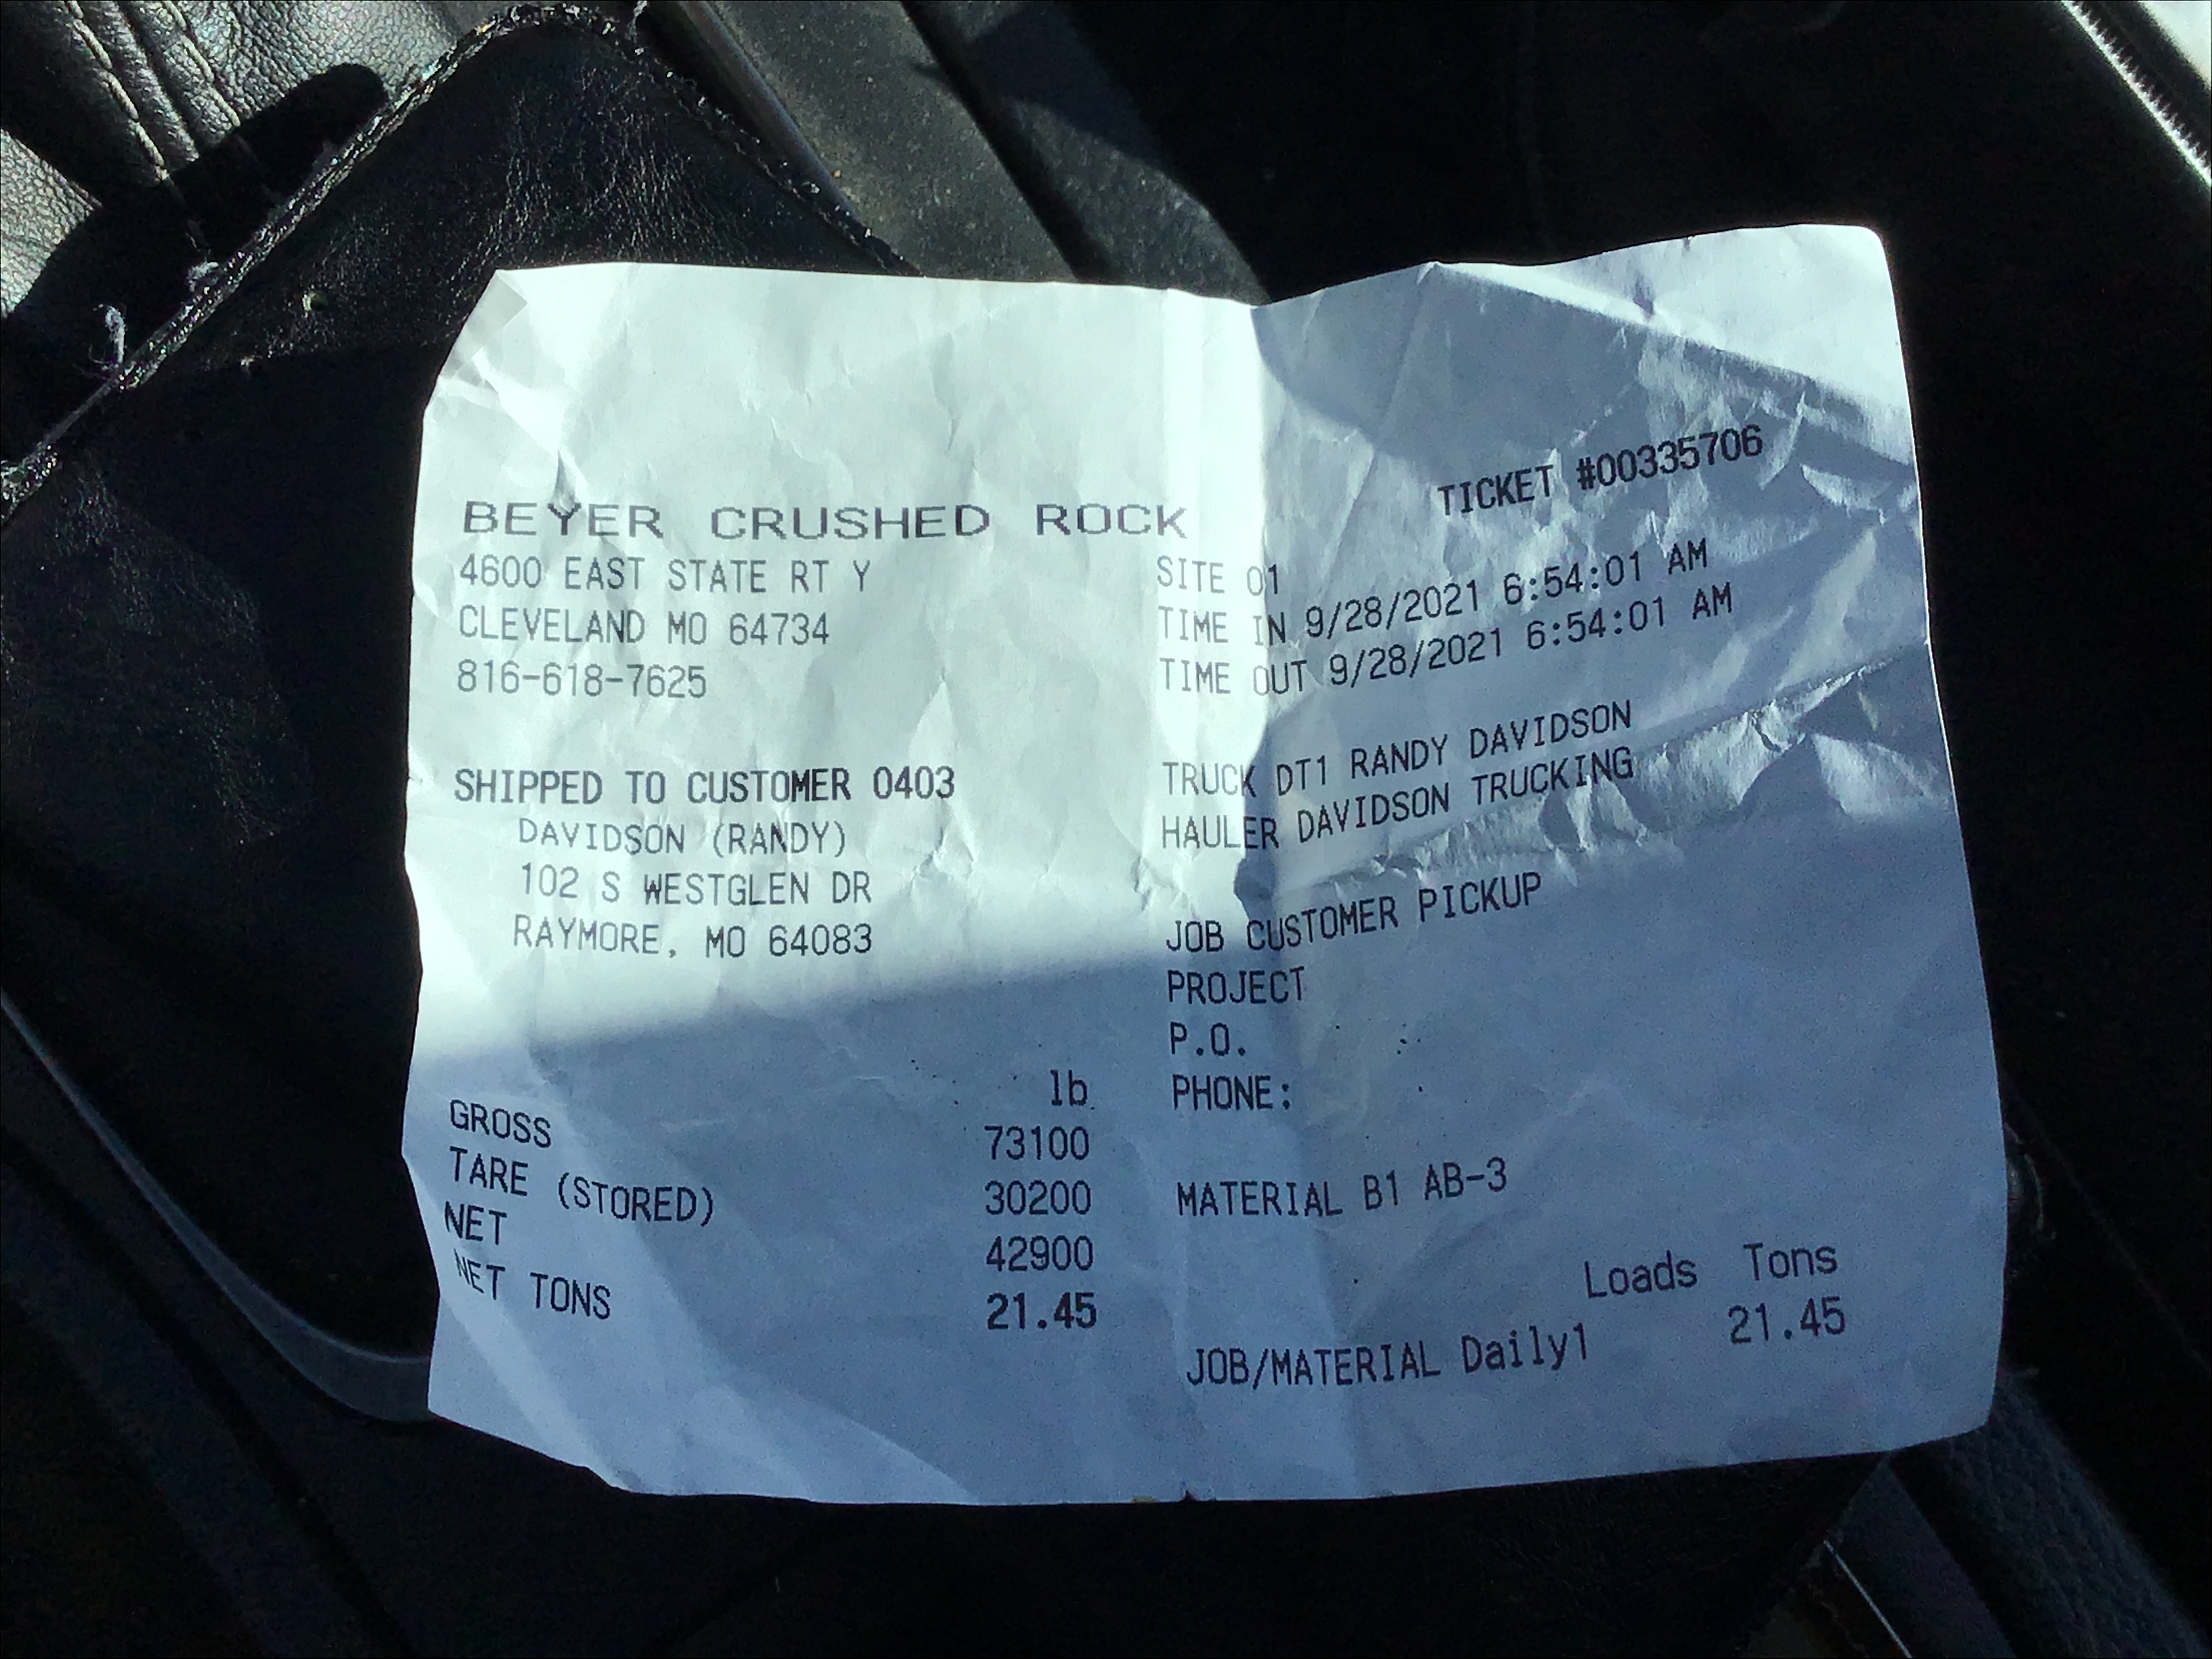 TICKET #00335706
BEYER CRUSHED ROCK
4600 EAST STATE RT Y
CLEVELAND MO 64734
816-618-7625
SITE 01
TIME IN 9/28/2021 6:54:01 AM
TIME OUT 9/28/2021 6:54:01 AM
SHIPPED TO CUSTOMER 0403
DAVIDSON (RANDY)
102 S WESTGLEN DR
RAYMORE, MO 64083
TRUCK DT1 RANDY DAVIDSON
HAULER DAVIDSON TRUCKING
JOB CUSTOMER PICKUP
PROJECT
P.O.
PHONE:
lb
GROSS 73100
TARE (STORED) 30200
NET 42900
NET TONS 21.45
MATERIAL B1 AB-3
Loads Tons
JOB/MATERIAL Daily1 21.45